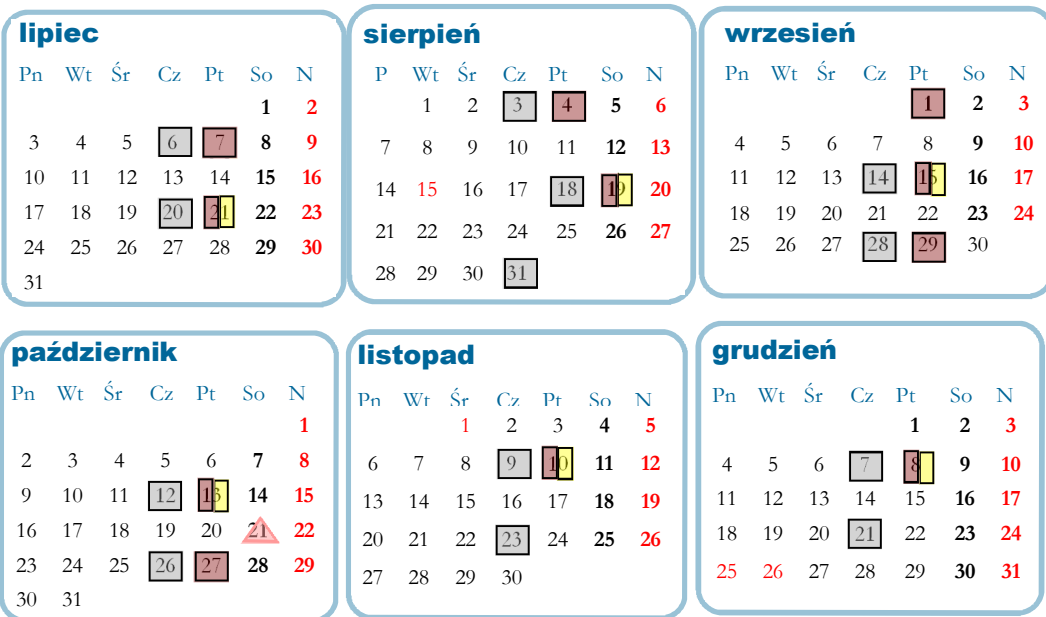 lipiec
Pn Wt Śr Cz Pt So N
1 2
3 4 5 6 7 8 9
10 11 12 13 14 15 16
17 18 19 20 21 22 23
24 25 26 27 28 29 30
31
sierpień
P Wt Śr Cz Pt So N
1 2 3 4 5 6
7 8 9 10 11 12 13
14 15 16 17 18 19 20
21 22 23 24 25 26 27
28 29 30 31
wrzesień
Pn Wt Śr Cz Pt So N
1 2 3
4 5 6 7 8 9 10
11 12 13 14 15 16 17
18 19 20 21 22 23 24
25 26 27 28 29 30
październik
Pn Wt Śr Cz Pt So N
1
2 3 4 5 6 7 8
9 10 11 12 13 14 15
16 17 18 19 20 21 22
23 24 25 26 27 28 29
30 31
listopad
Pn Wt Śr Cz Pt So N
1 2 3 4 5
6 7 8 9 10 11 12
13 14 15 16 17 18 19
20 21 22 23 24 25 26
27 28 29 30
grudzień
Pn Wt Śr Cz Pt So N
1 2 3
4 5 6 7 8 9 10
11 12 13 14 15 16 17
18 19 20 21 22 23 24
25 26 27 28 29 30 31